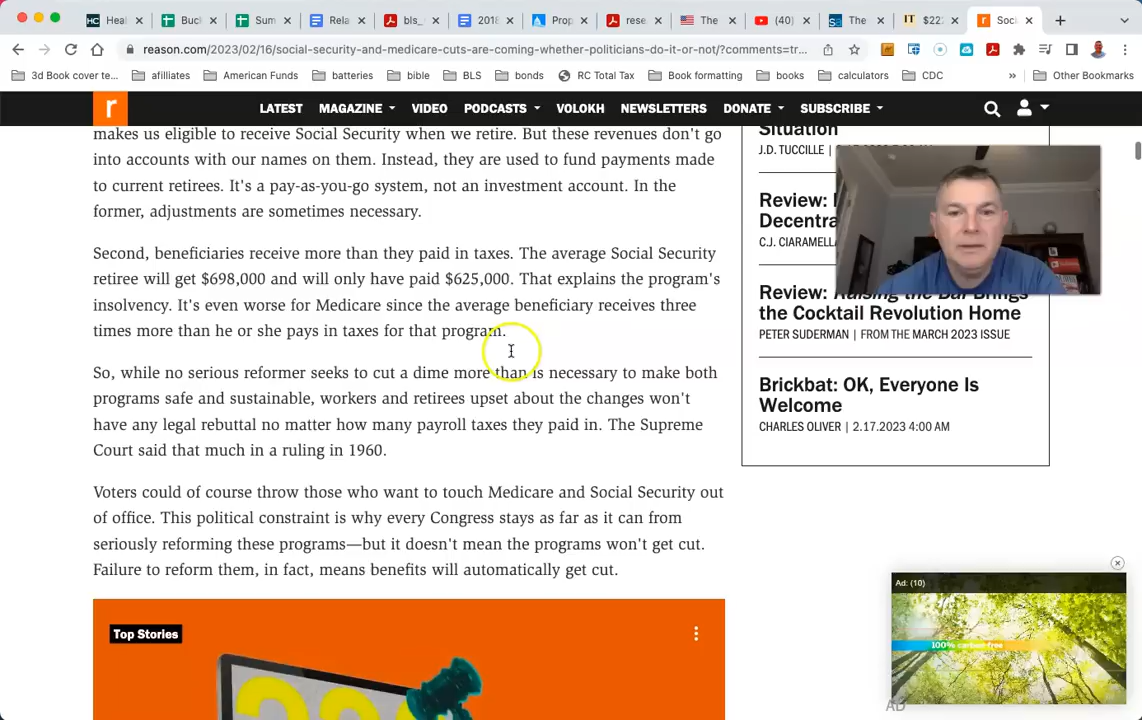 Heal
Buck
Sum
Rela
bls_
2018
Prop
rese
The
(40)
The
IT $22
Soci
reason.com/2023/02/16/social-security-and-medicare-cuts-are-coming-whether-politicians-do-it-or-not/?comments=tr...
3d Book cover te... afilliates American Funds batteries bible BLS bonds RC Total Tax Book formatting books calculators CDC » Other Bookmarks
r LATEST MAGAZINE VIDEO PODCASTS VOLOKH NEWSLETTERS DONATE SUBSCRIBE
makes us eligible to receive Social Security when we retire. But these revenues don't go
into accounts with our names on them. Instead, they are used to fund payments made
to current retirees. It's a pay-as-you-go system, not an investment account. In the
former, adjustments are sometimes necessary.
Second, beneficiaries receive more than they paid in taxes. The average Social Security
retiree will get $698,000 and will only have paid $625,000. That explains the program's
insolvency. It's even worse for Medicare since the average beneficiary receives three
times more than he or she pays in taxes for that program.
So, while no serious reformer seeks to cut a dime more than is necessary to make both
programs safe and sustainable, workers and retirees upset about the changes won't
have any legal rebuttal no matter how many payroll taxes they paid in. The Supreme
Court said that much in a ruling in 1960.
Voters could of course throw those who want to touch Medicare and Social Security out
of office. This political constraint is why every Congress stays as far as it can from
seriously reforming these programs—but it doesn't mean the programs won't get cut.
Failure to reform them, in fact, means benefits will automatically get cut.
Top Stories
Situation
J.D. TUCCILLE |
Review:
Decentra
C.J. CIARAMELLA
Review: Raising the Bar Brings
the Cocktail Revolution Home
PETER SUDERMAN | FROM THE MARCH 2023 ISSUE
Brickbat: OK, Everyone Is
Welcome
CHARLES OLIVER | 2.17.2023 4:00 AM
Ad: (10)
100% carbon-free
AD